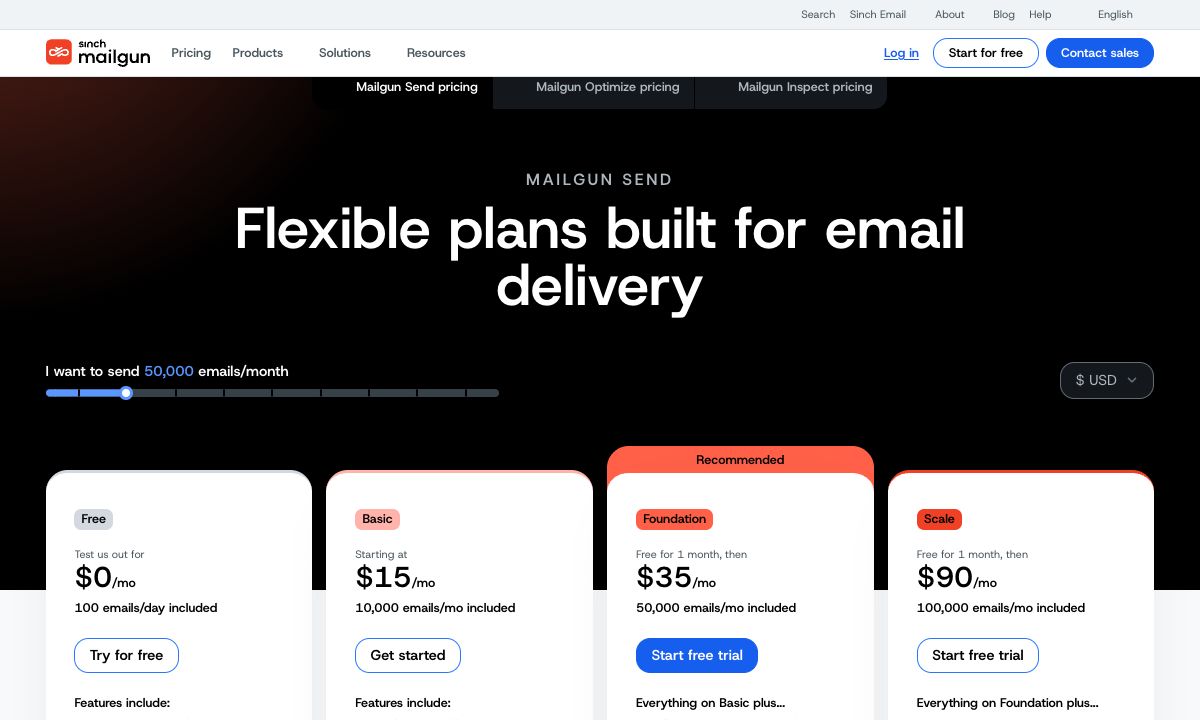 Search Sinch Email About Blog Help English
sinch
mailgun
Pricing Products Solutions Resources Log in Start for free Contact sales
Mailgun Send pricing Mailgun Optimize pricing Mailgun Inspect pricing
MAILGUN SEND
Flexible plans built for email
delivery
I want to send 50,000 emails/month
$ USD
Recommended
Free
Test us out for
$0/mo
100 emails/day included
Try for free
Features include:
Basic
Starting at
$15/mo
10,000 emails/mo included
Get started
Features include:
Foundation
Free for 1 month, then
$35/mo
50,000 emails/mo included
Start free trial
Everything on Basic plus...
Scale
Free for 1 month, then
$90/mo
100,000 emails/mo included
Start free trial
Everything on Foundation plus...